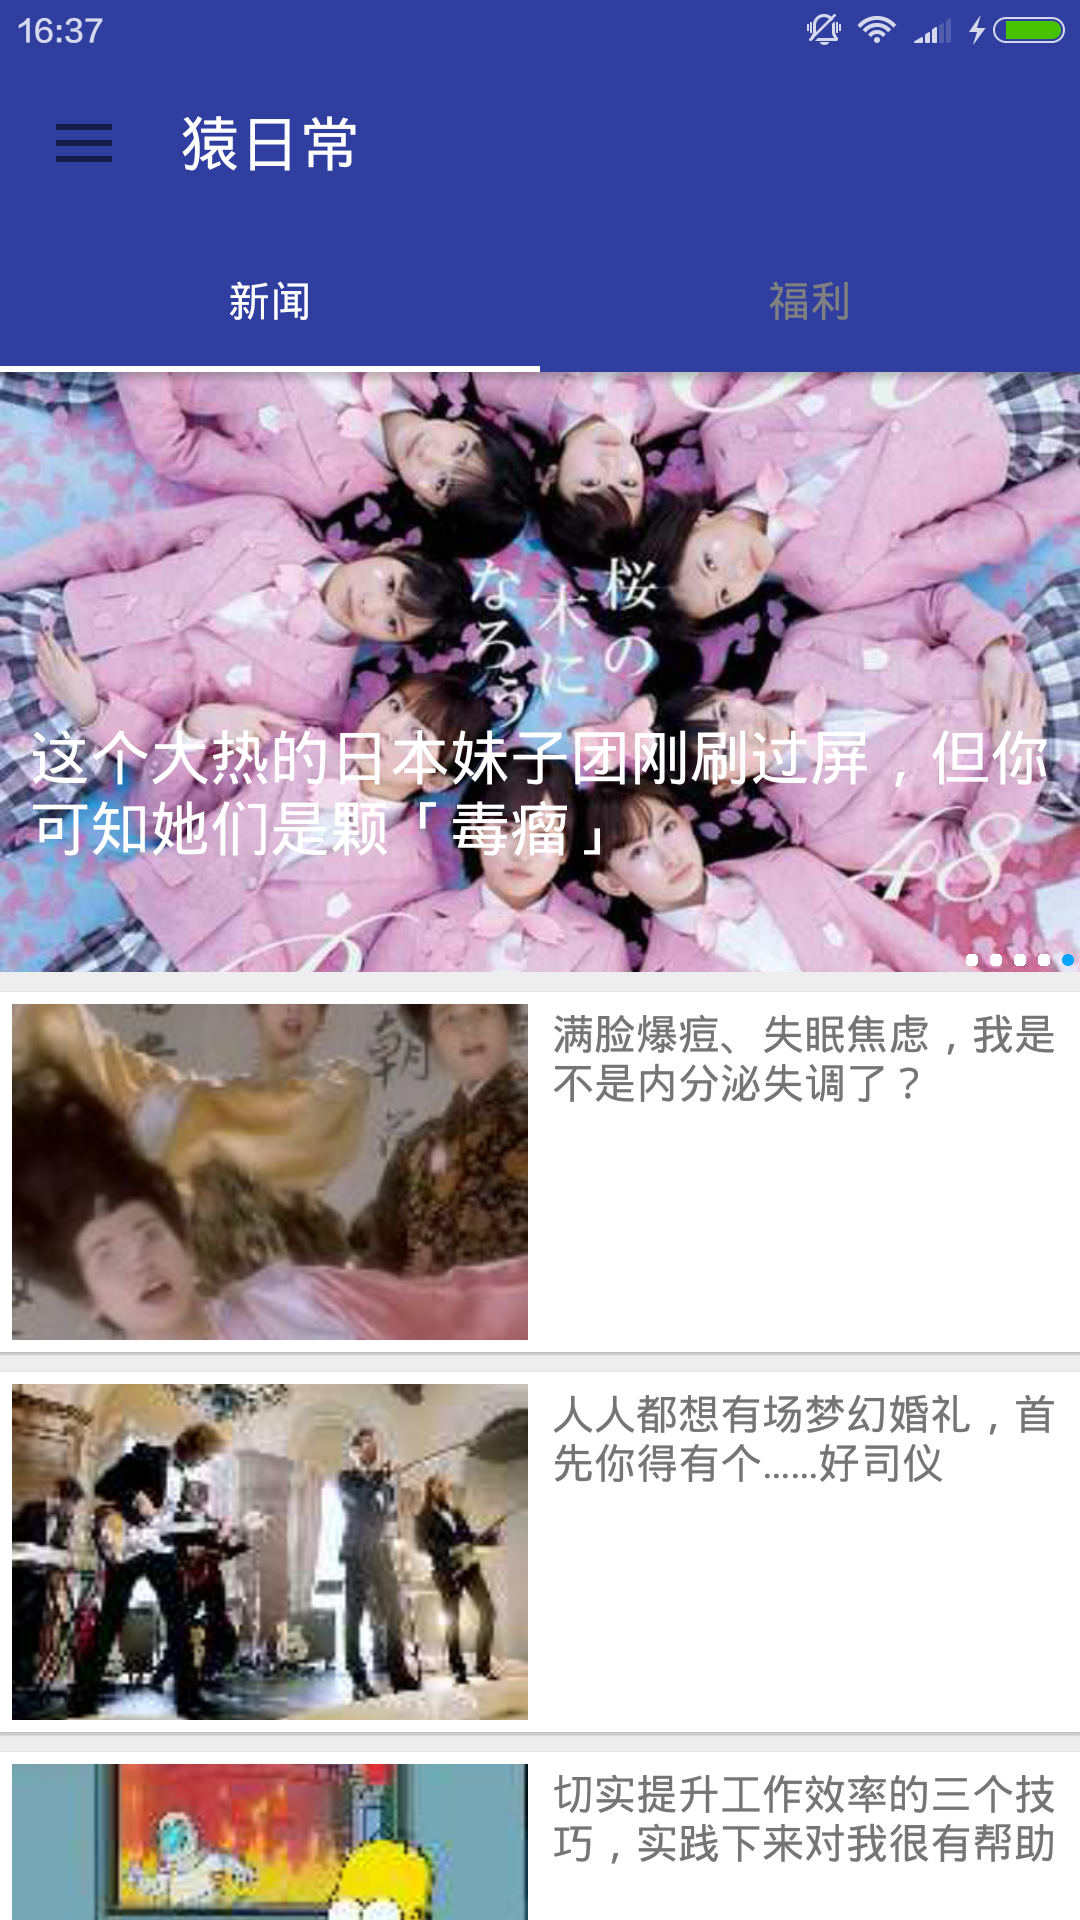 16:37
猿日常
新闻
福利
桜の
木に
なろう
这个大热的日本妹子团刚刷过屏，但你
可知她们是颗「毒瘤」
48
满脸爆痘、失眠焦虑，我是
不是内分泌失调了？
朝
人人都想有场梦幻婚礼，首
先你得有个……好司仪
切实提升工作效率的三个技
巧，实践下来对我很有帮助